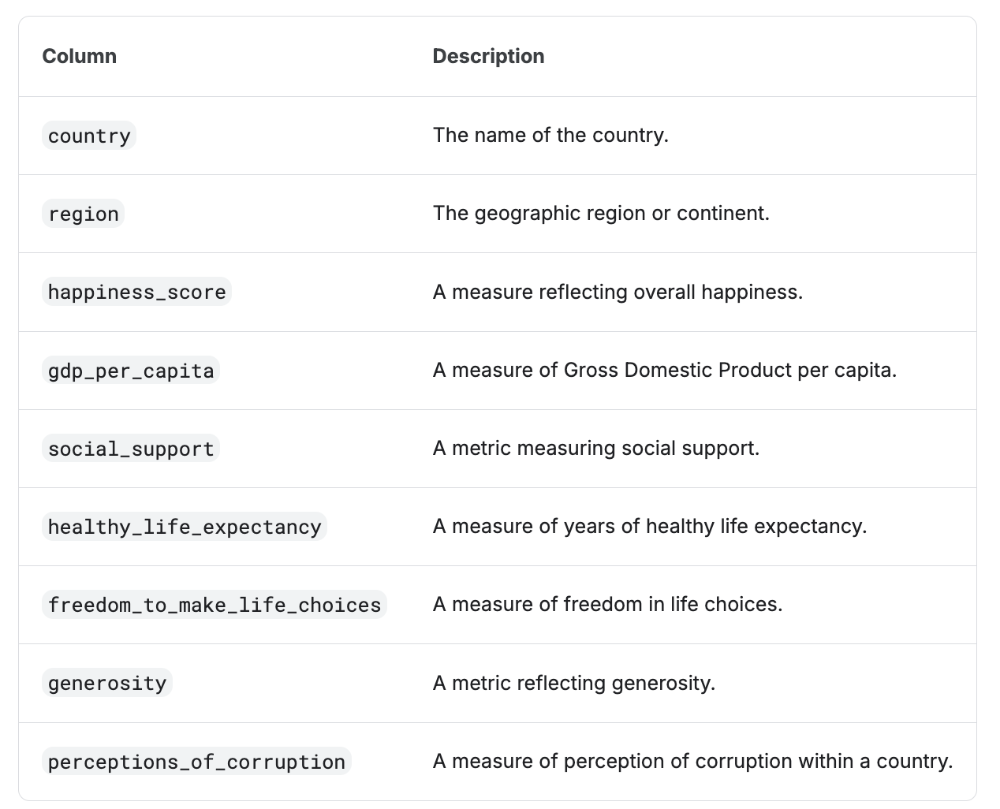 Column Description
country The name of the country.
region The geographic region or continent.
happiness_score A measure reflecting overall happiness.
gdp_per_capita A measure of Gross Domestic Product per capita.
social_support A metric measuring social support.
healthy_life_expectancy A measure of years of healthy life expectancy.
freedom_to_make_life_choices A measure of freedom in life choices.
generosity A metric reflecting generosity.
perceptions_of_corruption A measure of perception of corruption within a country.